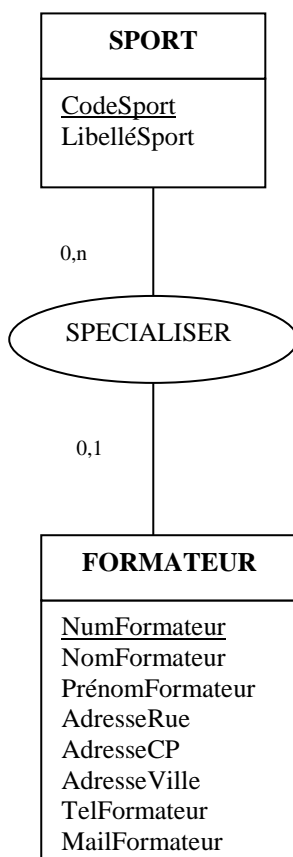 SPORT
CodeSport
LibelléSport
0,n
SPECIALISER
0,1
FORMATEUR
NumFormateur
NomFormateur
PrénomFormateur
AdresseRue
AdresseCP
AdresseVille
TelFormateur
MailFormateur